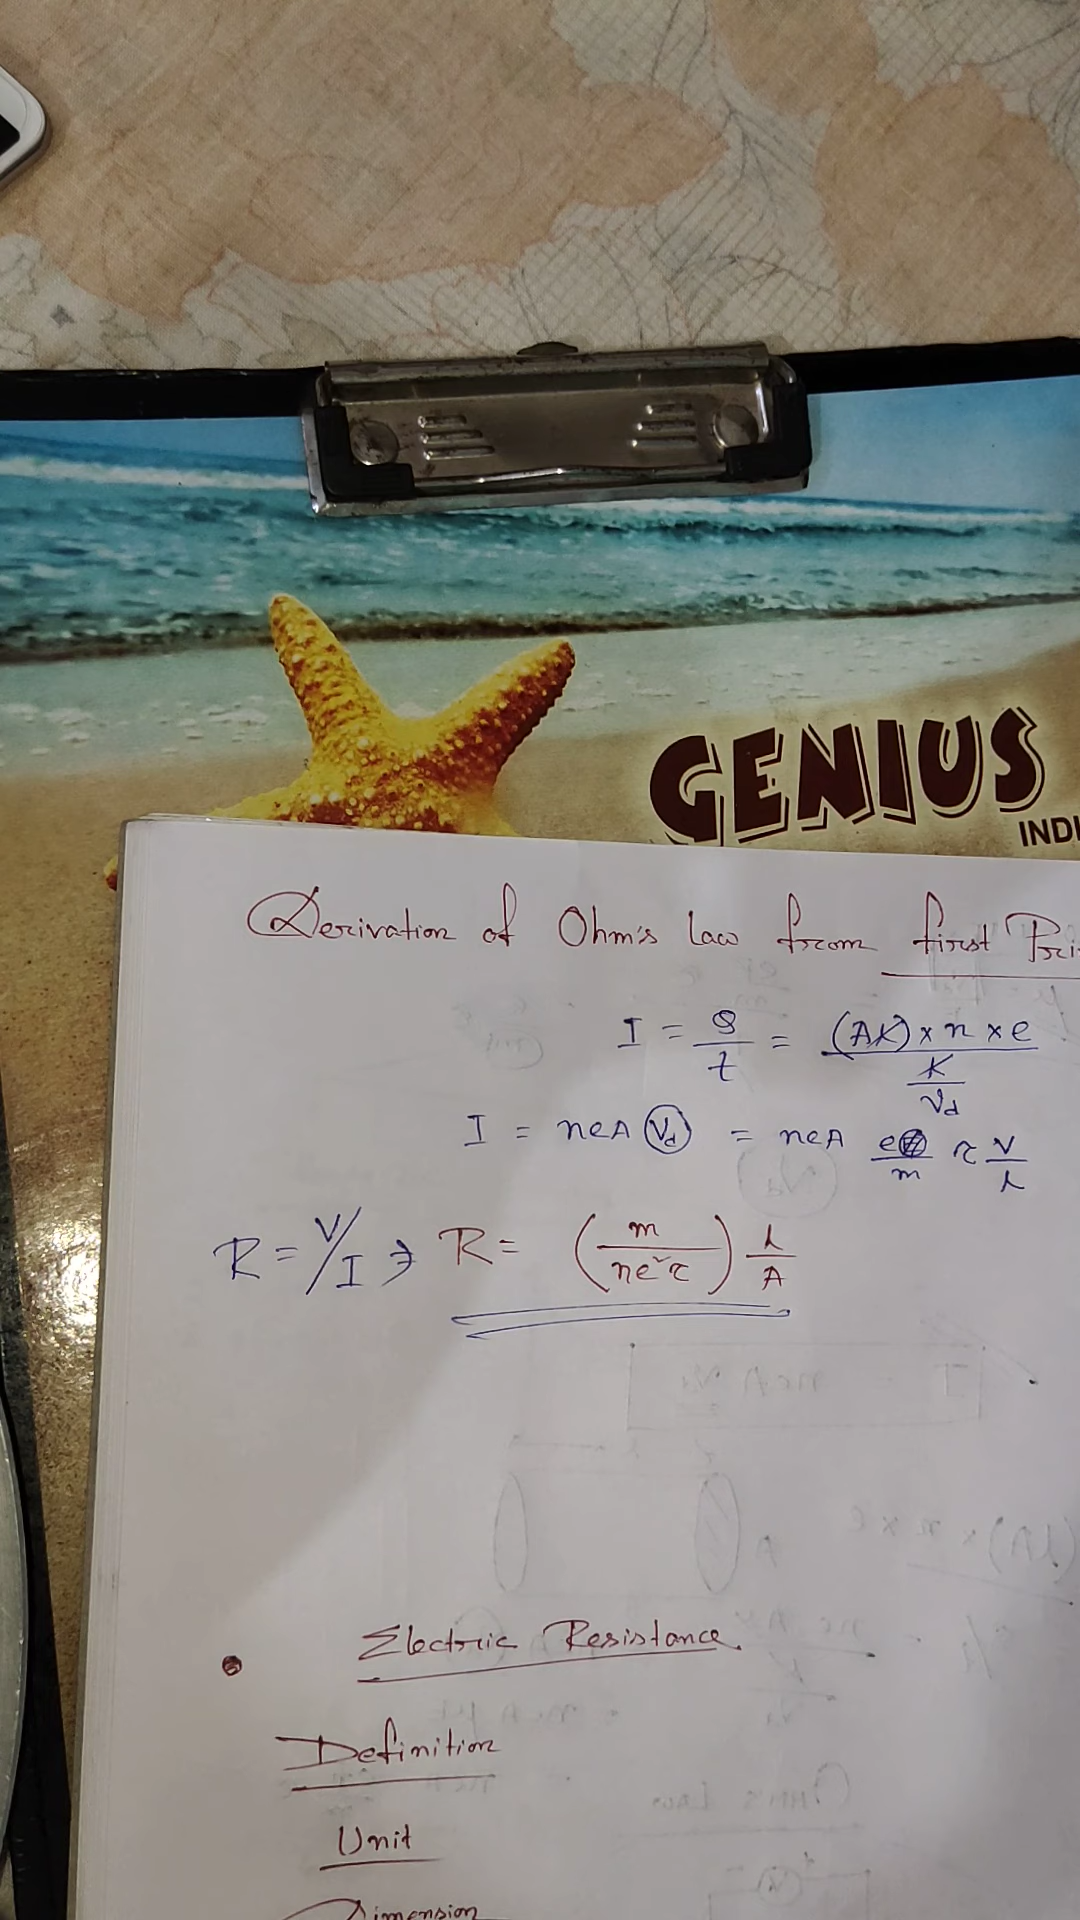 GENIUS
INDI
Derivation of Ohm's law from first Pri
I = Q/t = (Al) x n x e / (l/Vd)
I = neA Vd = neA e/m τ V/l
R = V/I ⇒ R = (m/ne²τ) l/A
Electric Resistance.
Definition
Unit
Dimension